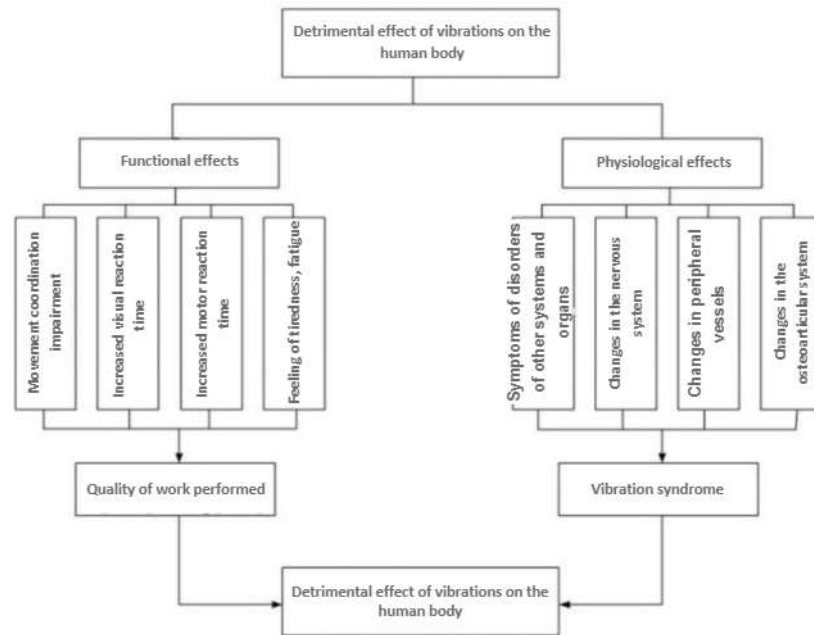 Detrimental effect of vibrations on the
human body
Functional effects
Physiological effects
Movement coordination
impairment
Increased visual reaction
time
Increased motor reaction
time
Feeling of tiredness, fatigue
Symptoms of disorders
of other systems and
organs
Changes in the nervous
system
Changes in peripheral
vessels
Changes in the
osteoarticular system
Quality of work performed
Vibration syndrome
Detrimental effect of vibrations on the
human body